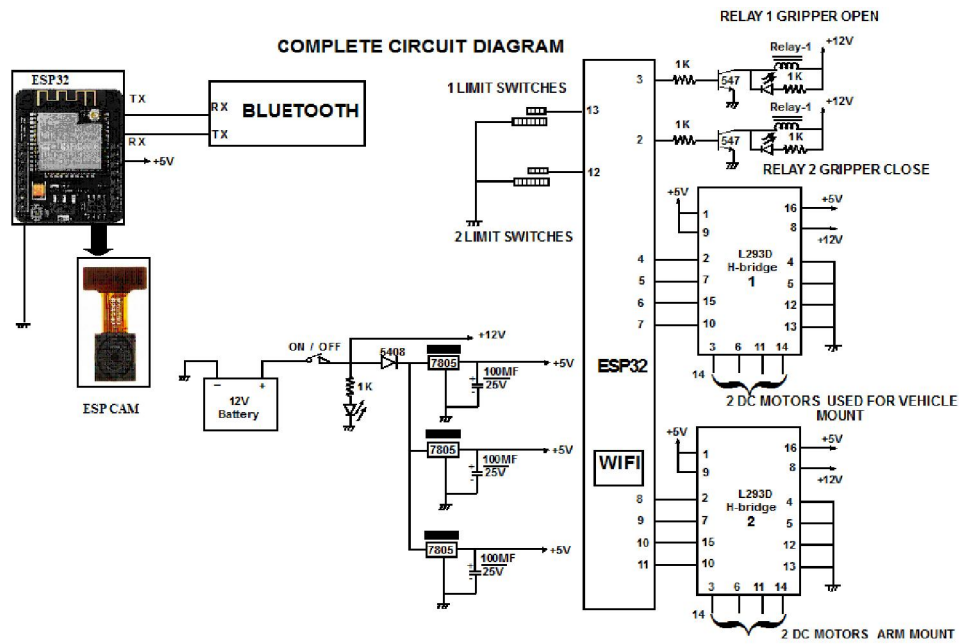 RELAY 1 GRIPPER OPEN
COMPLETE CIRCUIT DIAGRAM
Relay-1
+12V
1K
3
547
1K
ESP32
TX
RX
BLUETOOTH
TX
RX
+5V
1 LIMIT SWITCHES
13
12
2 LIMIT SWITCHES
Relay-1
+12V
1K
2
547
1K
RELAY 2 GRIPPER CLOSE
+5V
1
9
16
+5V
8
+12V
L293D
H-bridge
1
4
2
4
5
7
5
6
15
12
7
10
13
3 6 11 14
14
2 DC MOTORS USED FOR VEHICLE
MOUNT
ESP CAM
ON / OFF
+12V
5408
7805
+5V
100MF
25V
1K
- +
12V
Battery
7805
+5V
100MF
25V
7805
+5V
100MF
25V
ESP32
WIFI
+5V
1
9
16
+5V
8
+12V
L293D
H-bridge
2
8
2
4
9
7
5
10
15
12
11
10
13
3 6 11 14
14
2 DC MOTORS ARM MOUNT